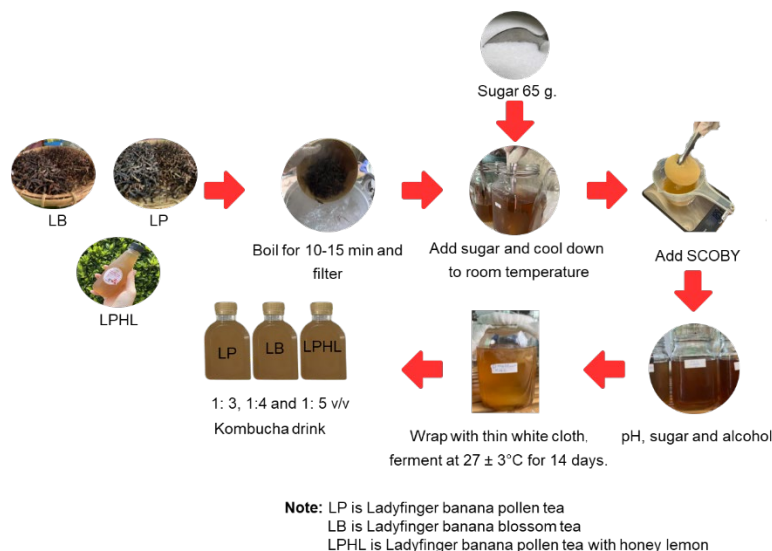 Sugar 65 g.
LB
LP
LPHL
Boil for 10-15 min and
filter
Add sugar and cool down
to room temperature
Add SCOBY
pH, sugar and alcohol
Wrap with thin white cloth,
ferment at 27 ± 3°C for 14 days.
LP
LB
LPHL
1: 3, 1:4 and 1: 5 v/v
Kombucha drink
Note: LP is Ladyfinger banana pollen tea
LB is Ladyfinger banana blossom tea
LPHL is Ladyfinger banana pollen tea with honey lemon